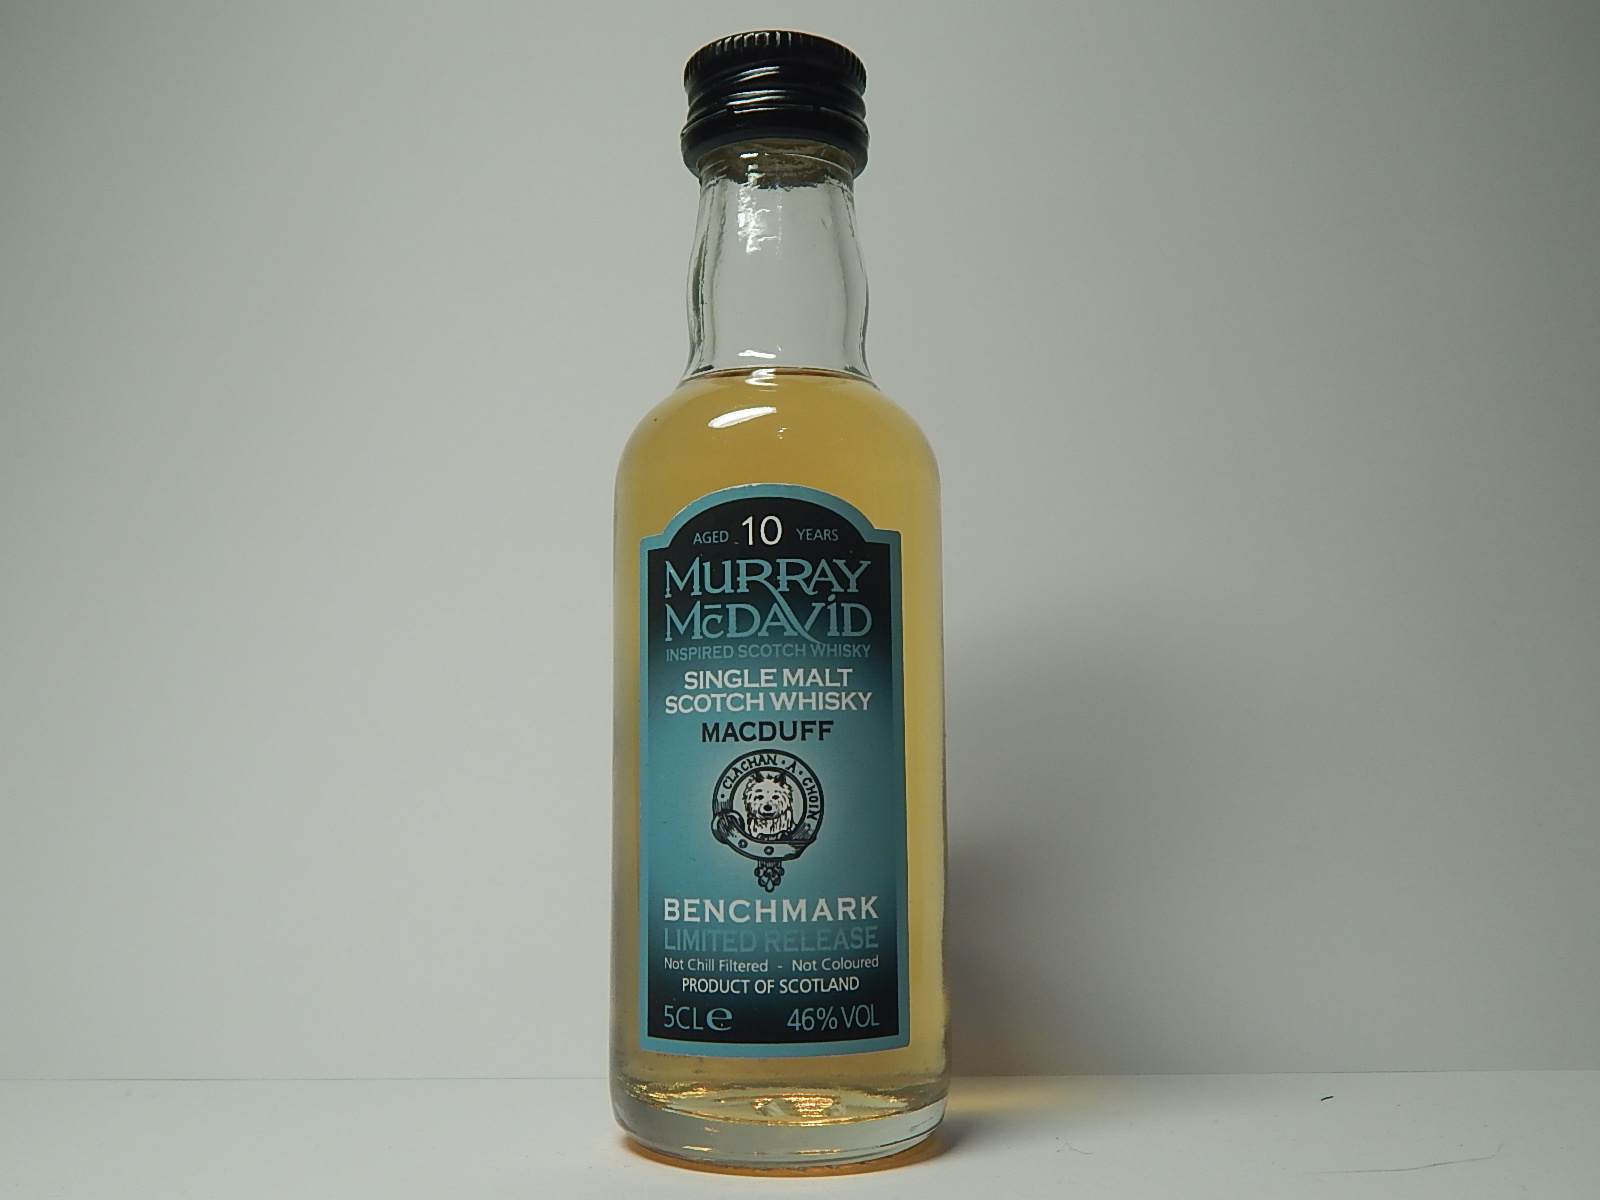 AGED 10 YEARS
MURRAY
McDAVID
INSPIRED SCOTCH WHISKY
SINGLE MALT
SCOTCH WHISKY
MACDUFF
CLACHAN · A · CHOIN
BENCHMARK
LIMITED RELEASE
Not Chill Filtered - Not Coloured
PRODUCT OF SCOTLAND
5CL e 46% VOL